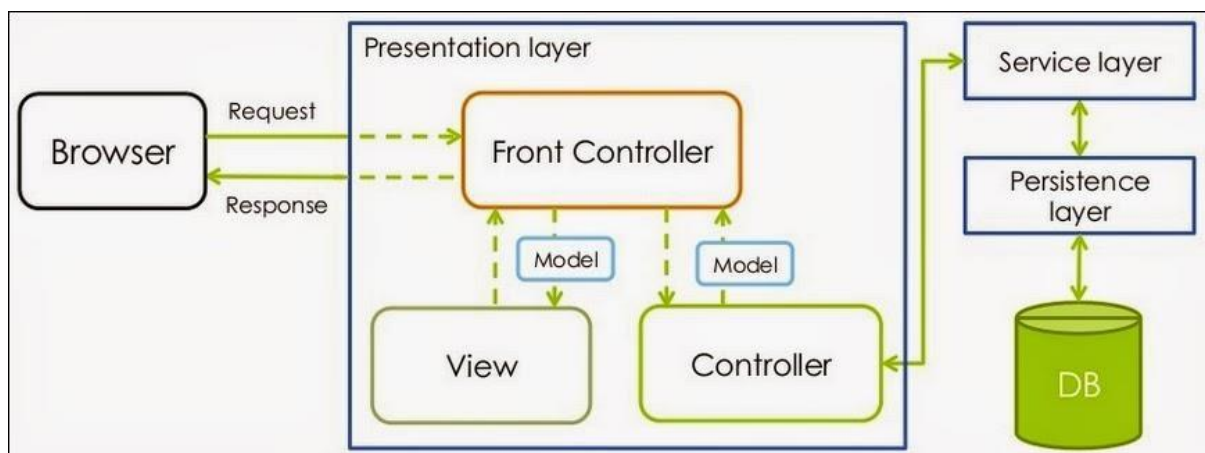 Presentation layer
Browser
Request
Response
Front Controller
Model
Model
View
Controller
Service layer
Persistence
layer
DB